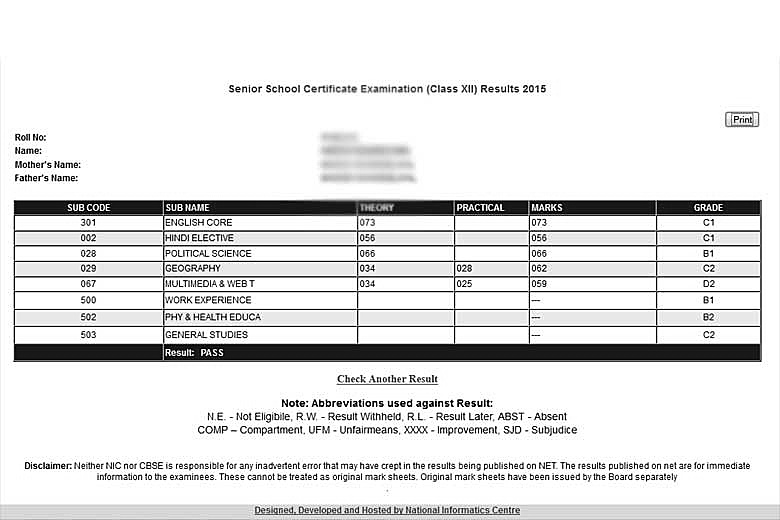 Senior School Certificate Examination (Class XII) Results 2015
Print
Roll No:
Name:
Mother's Name:
Father's Name:
SUB CODE SUB NAME THEORY PRACTICAL MARKS GRADE
301 ENGLISH CORE 073 073 C1
002 HINDI ELECTIVE 056 056 C1
028 POLITICAL SCIENCE 066 066 B1
029 GEOGRAPHY 034 028 062 C2
067 MULTIMEDIA & WEB T 034 025 059 D2
500 WORK EXPERIENCE --- B1
502 PHY & HEALTH EDUCA --- B2
503 GENERAL STUDIES --- C2
Result: PASS
Check Another Result
Note: Abbreviations used against Result:
N.E. - Not Eligibile, R.W. - Result Withheld, R.L. - Result Later, ABST - Absent
COMP – Compartment, UFM - Unfairmeans, XXXX - Improvement, SJD - Subjudice
Disclaimer: Neither NIC nor CBSE is responsible for any inadvertent error that may have crept in the results being published on NET. The results published on net are for immediate
information to the examinees. These cannot be treated as original mark sheets. Original mark sheets have been issued by the Board separately
.
Designed, Developed and Hosted by National Informatics Centre